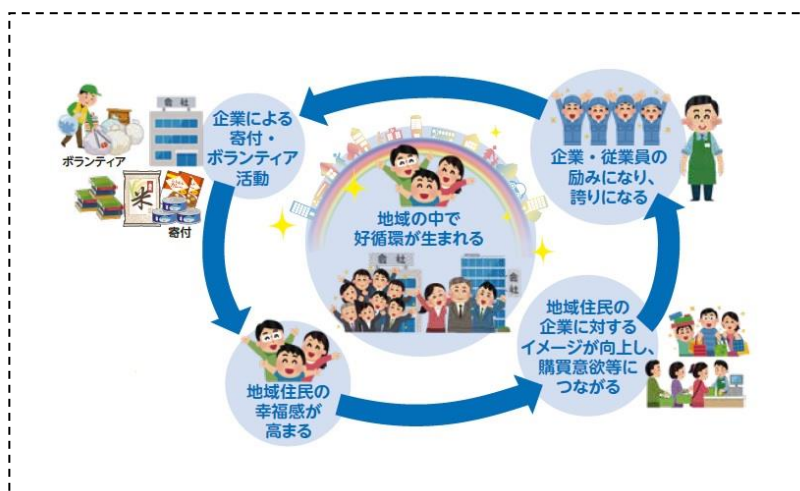 会社
ボランティア
米
寄付
企業による
寄付・
ボランティア
活動
企業・従業員の
励みになり、
誇りになる
地域の中で
好循環が生まれる
会社
会社
地域住民の
幸福感が
高まる
地域住民の
企業に対する
イメージが向上し、
購買意欲等に
つながる